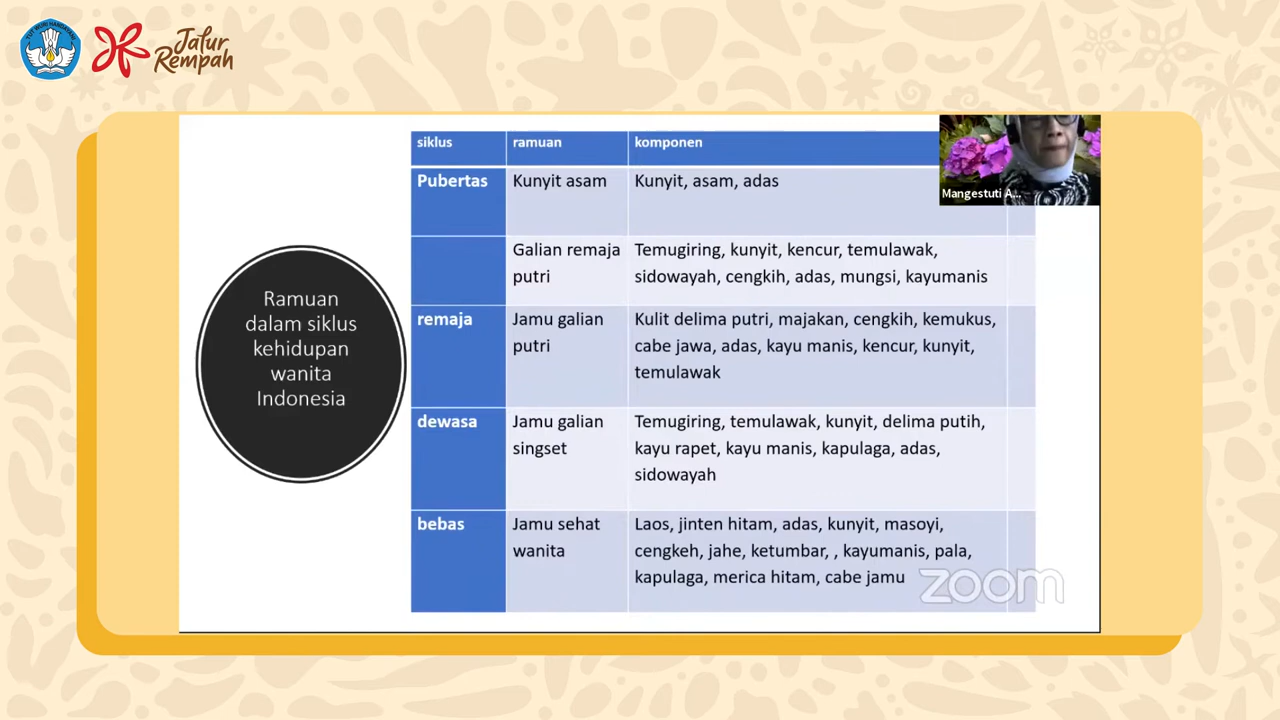 TUT WURI HANDAYANI
Jalur
Rempah
Ramuan
dalam siklus
kehidupan
wanita
Indonesia
siklus ramuan komponen
Pubertas Kunyit asam Kunyit, asam, adas
Galian remaja
putri
Temugiring, kunyit, kencur, temulawak,
sidowayah, cengkih, adas, mungsi, kayumanis
remaja
Jamu galian
putri
Kulit delima putri, majakan, cengkih, kemukus,
cabe jawa, adas, kayu manis, kencur, kunyit,
temulawak
dewasa
Jamu galian
singset
Temugiring, temulawak, kunyit, delima putih,
kayu rapet, kayu manis, kapulaga, adas,
sidowayah
bebas
Jamu sehat
wanita
Laos, jinten hitam, adas, kunyit, masoyi,
cengkeh, jahe, ketumbar, , kayumanis, pala,
kapulaga, merica hitam, cabe jamu
Mangestuti A...
zoom